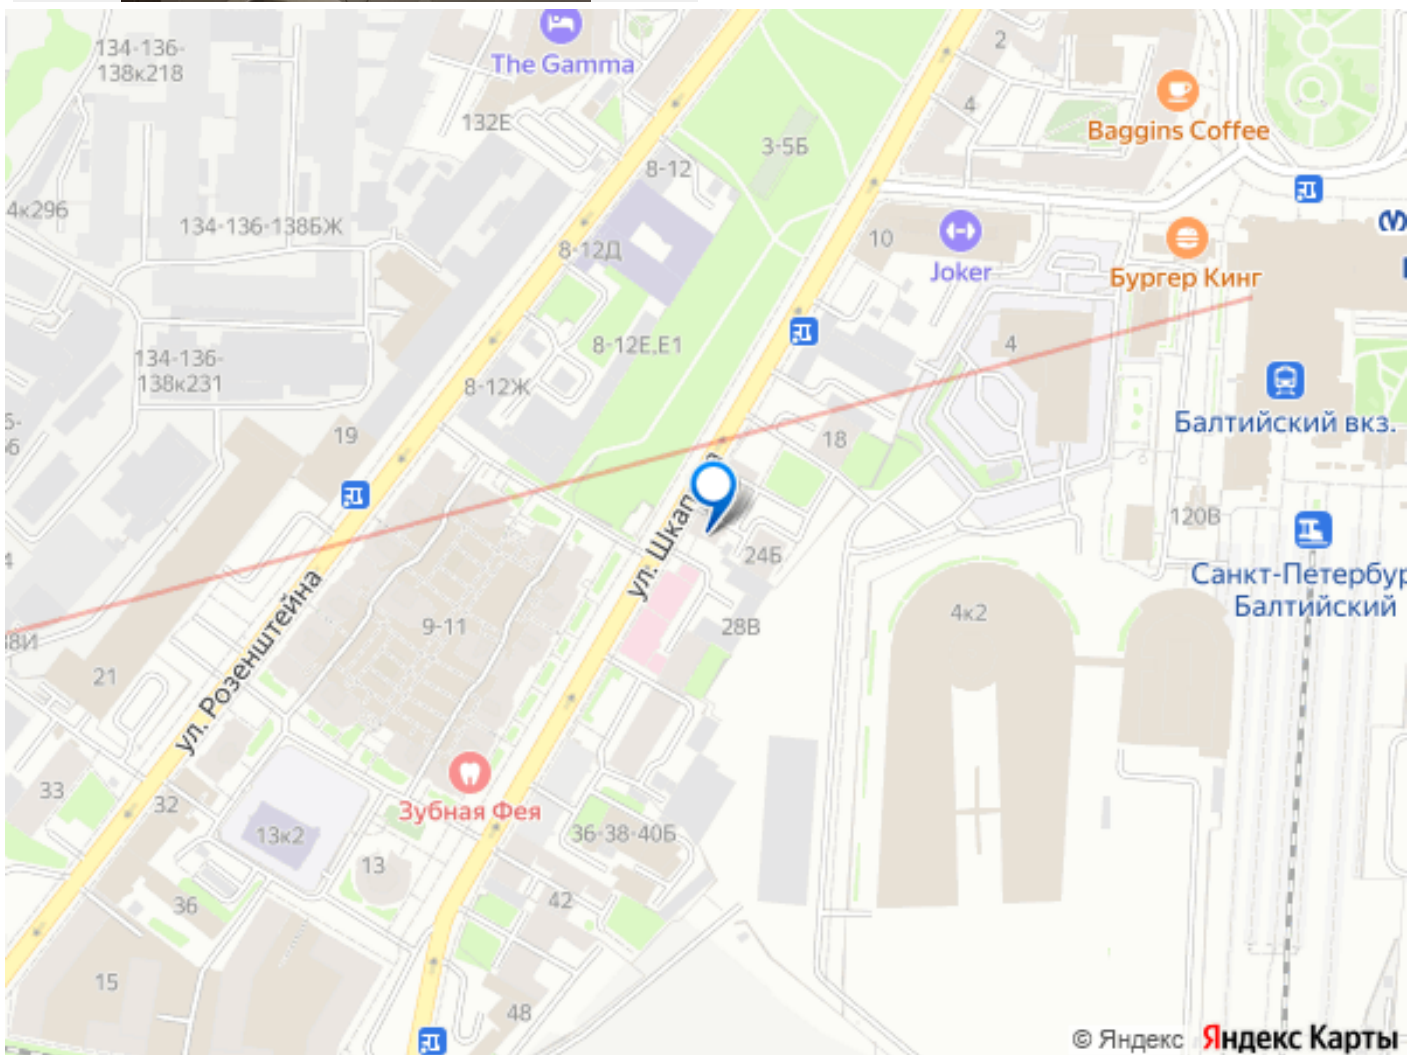 134-136-
138к218
The Gamma
2
4
Baggins Coffee
132Е
3-5Б
8-12
4к296
134-136-138БЖ
8-12Д
10
Joker
Бургер Кинг
8-12Е,Е1
4
134-136-
138к231
8-12Ж
19
18
Балтийский вкз.
ул. Шкап
120В
24Б
Санкт-Петербур
Балтийский
ул. Розенштейна
9-11
28В
4к2
38И
21
33
32
Зубная Фея
13к2
36-38-40Б
13
36
42
15
48
© Яндекс Яндекс Карты